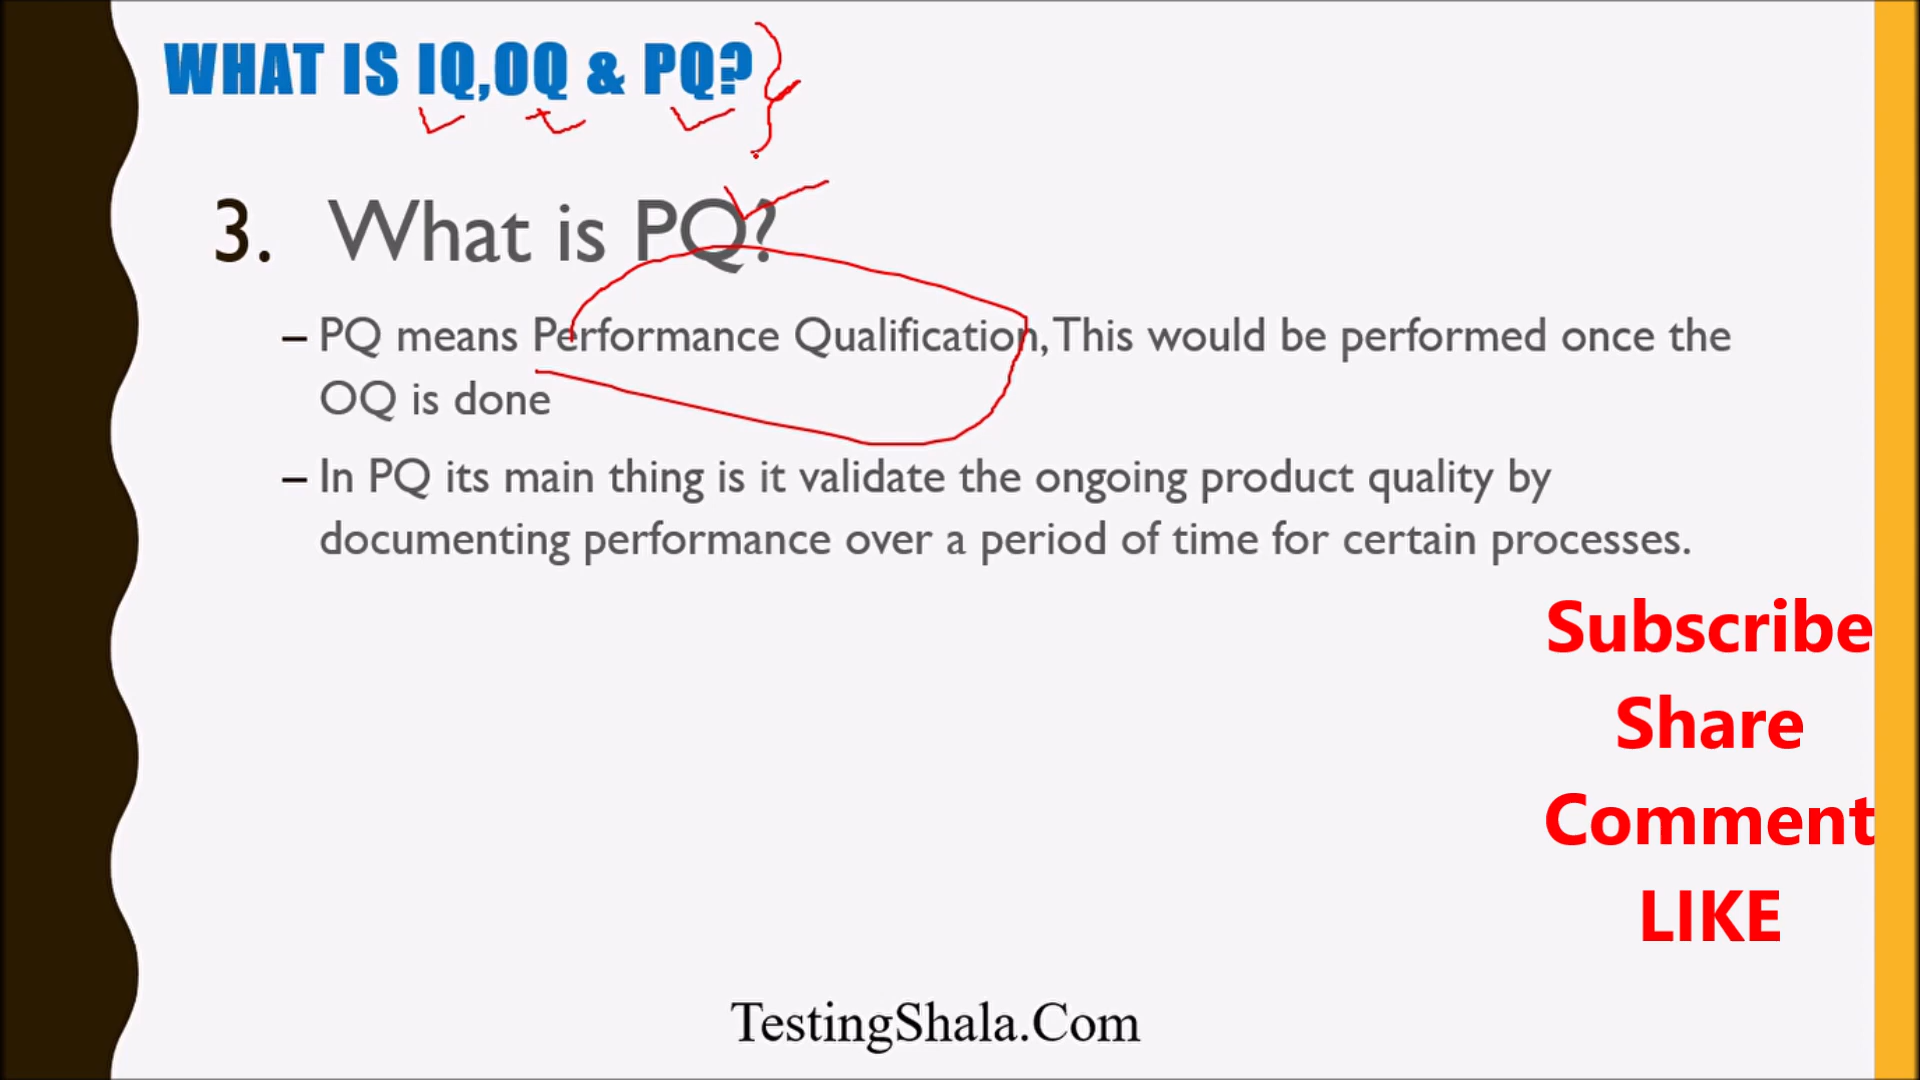 WHAT IS IQ,OQ & PQ?
3. What is PQ?
– PQ means Performance Qualification, This would be performed once the
OQ is done
– In PQ its main thing is it validate the ongoing product quality by
documenting performance over a period of time for certain processes.
Subscribe
Share
Comment
LIKE
TestingShala.Com